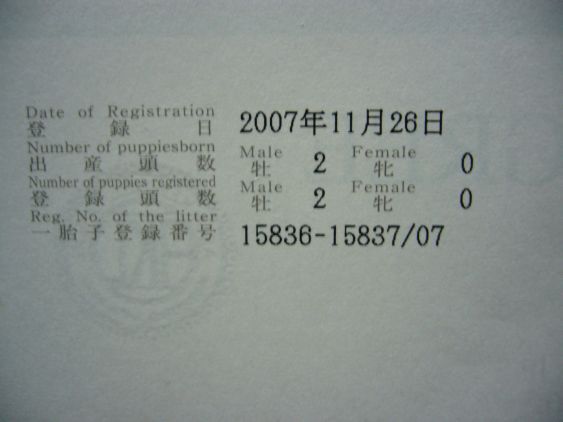 Date of Registration
登録日 2007年11月26日
Number of puppiesborn Male Female
出産頭数 牡 2 牝 0
Number of puppies registered Male Female
登録頭数 牡 2 牝 0
Reg. No. of the litter
一胎子登録番号 15836-15837/07